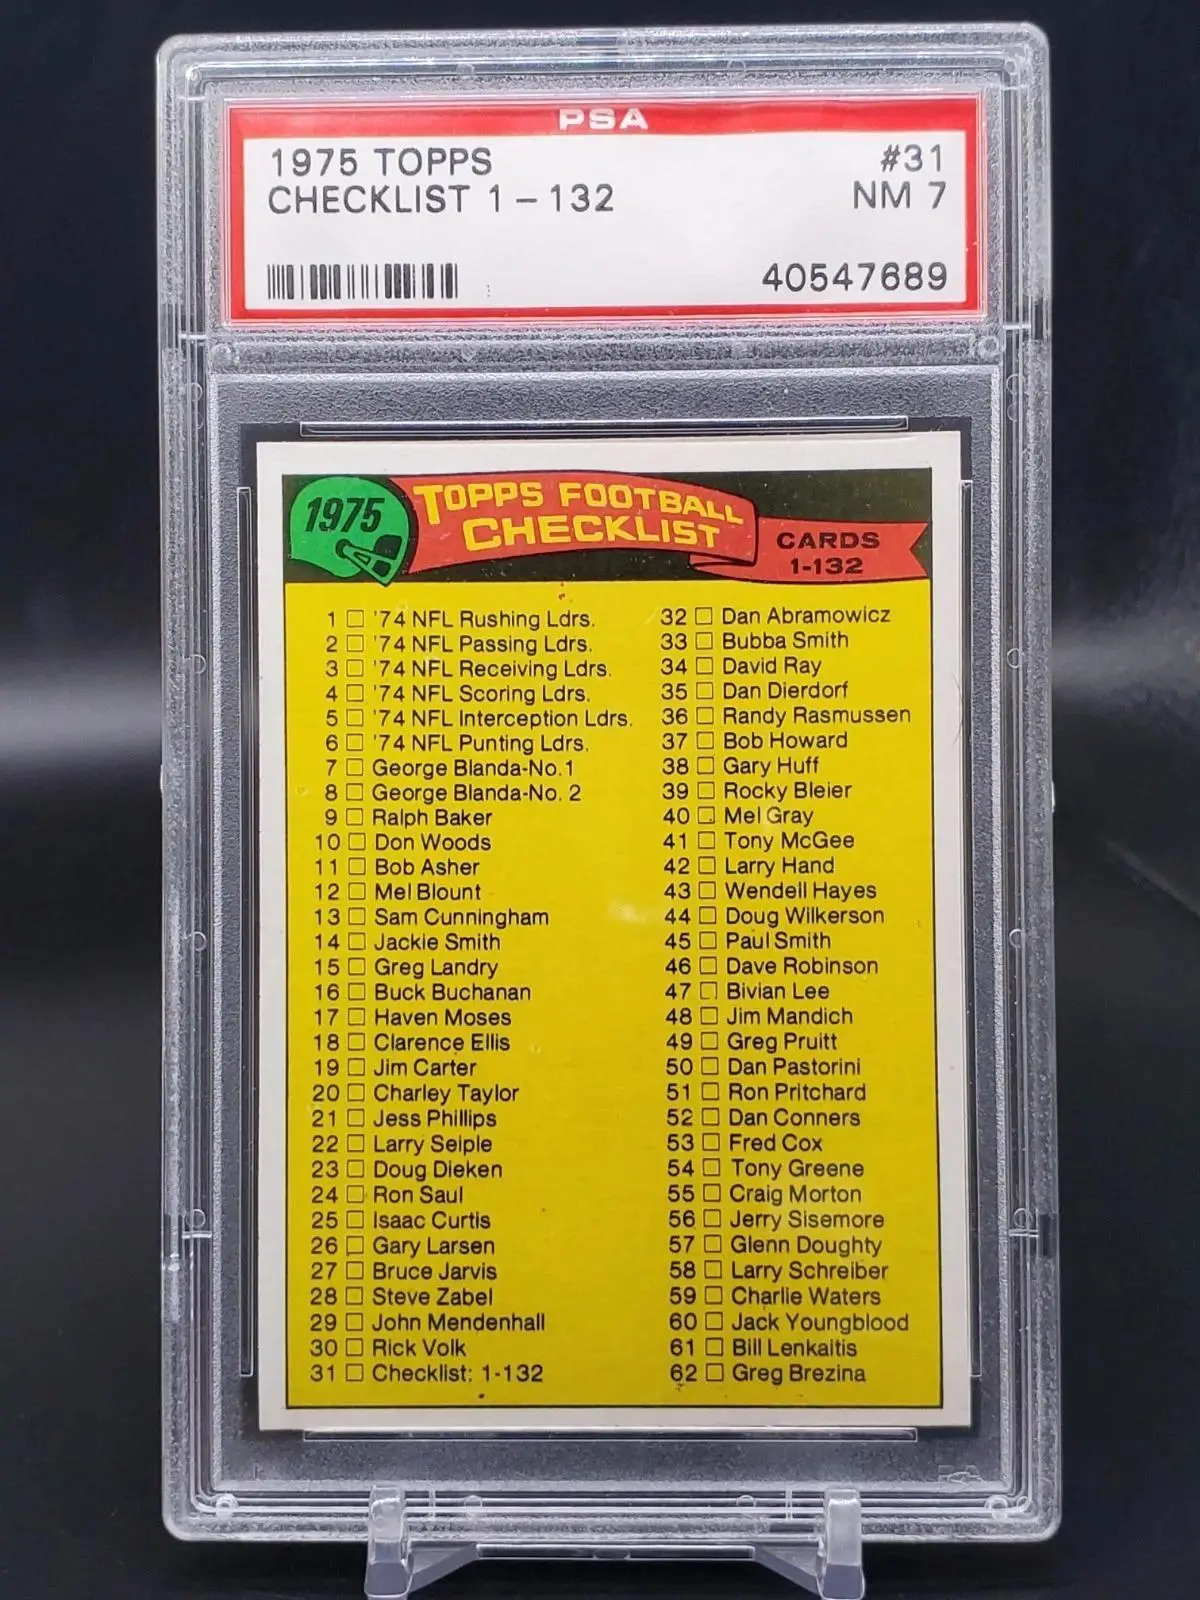 PSA
1975 TOPPS #31
CHECKLIST 1 – 132 NM 7
40547689
1975
TOPPS FOOTBALL
CHECKLIST
CARDS
1-132
1 '74 NFL Rushing Ldrs.
2 '74 NFL Passing Ldrs.
3 '74 NFL Receiving Ldrs.
4 '74 NFL Scoring Ldrs.
5 '74 NFL Interception Ldrs.
6 '74 NFL Punting Ldrs.
7 George Blanda-No.1
8 George Blanda-No. 2
9 Ralph Baker
10 Don Woods
11 Bob Asher
12 Mel Blount
13 Sam Cunningham
14 Jackie Smith
15 Greg Landry
16 Buck Buchanan
17 Haven Moses
18 Clarence Ellis
19 Jim Carter
20 Charley Taylor
21 Jess Phillips
22 Larry Seiple
23 Doug Dieken
24 Ron Saul
25 Isaac Curtis
26 Gary Larsen
27 Bruce Jarvis
28 Steve Zabel
29 John Mendenhall
30 Rick Volk
31 Checklist: 1-132
32 Dan Abramowicz
33 Bubba Smith
34 David Ray
35 Dan Dierdorf
36 Randy Rasmussen
37 Bob Howard
38 Gary Huff
39 Rocky Bleier
40 Mel Gray
41 Tony McGee
42 Larry Hand
43 Wendell Hayes
44 Doug Wilkerson
45 Paul Smith
46 Dave Robinson
47 Bivian Lee
48 Jim Mandich
49 Greg Pruitt
50 Dan Pastorini
51 Ron Pritchard
52 Dan Conners
53 Fred Cox
54 Tony Greene
55 Craig Morton
56 Jerry Sisemore
57 Glenn Doughty
58 Larry Schreiber
59 Charlie Waters
60 Jack Youngblood
61 Bill Lenkaitis
62 Greg Brezina